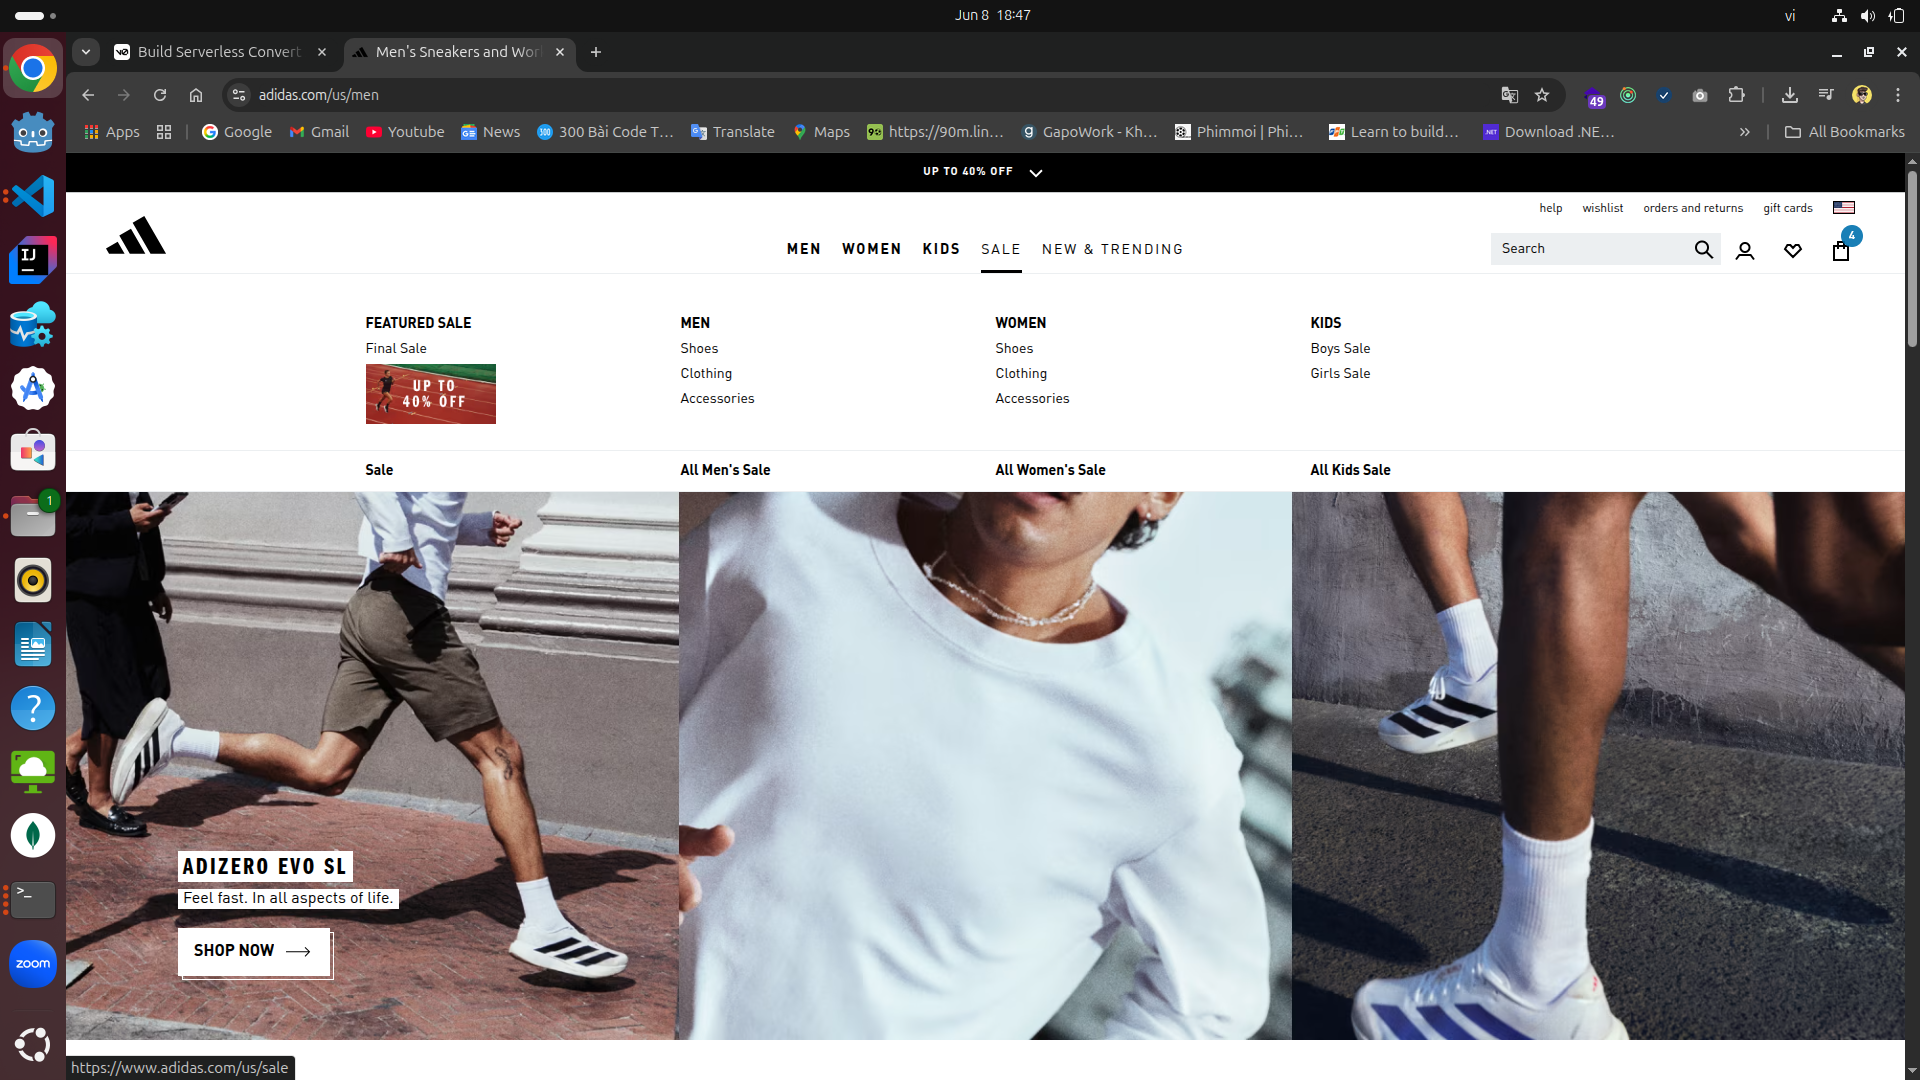 Jun 8 18:47
vi
Build Serverless Convert
Men's Sneakers and Wor
adidas.com/us/men
49
Apps
Google
Gmail
Youtube
News
300 Bài Code T...
Translate
Maps
https://90m.lin...
GapoWork - Kh...
Phimmoi | Phi...
Learn to build...
Download .NE...
All Bookmarks
UP TO 40% OFF
help
wishlist
orders and returns
gift cards
MEN
WOMEN
KIDS
SALE
NEW & TRENDING
Search
4
FEATURED SALE
Final Sale
UP TO
40% OFF
Sale
MEN
Shoes
Clothing
Accessories
All Men's Sale
WOMEN
Shoes
Clothing
Accessories
All Women's Sale
KIDS
Boys Sale
Girls Sale
All Kids Sale
ADIZERO EVO SL
Feel fast. In all aspects of life.
SHOP NOW
IJ
1
zoom
https://www.adidas.com/us/sale